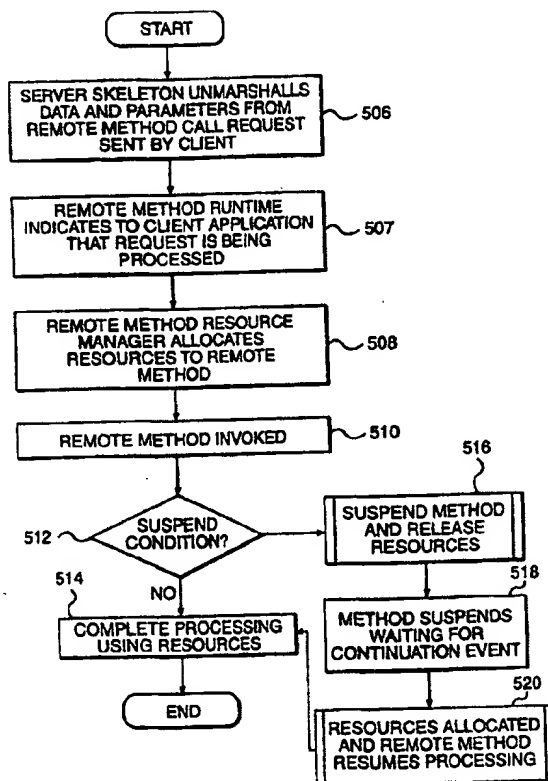 START
SERVER SKELETON UNMARSHALLS
DATA AND PARAMETERS FROM
REMOTE METHOD CALL REQUEST
SENT BY CLIENT
506
REMOTE METHOD RUNTIME
INDICATES TO CLIENT APPLICATION
THAT REQUEST IS BEING
PROCESSED
507
REMOTE METHOD RESOURCE
MANAGER ALLOCATES
RESOURCES TO REMOTE
METHOD
508
REMOTE METHOD INVOKED
510
512
SUSPEND
CONDITION?
516
SUSPEND METHOD
AND RELEASE
RESOURCES
NO
514
COMPLETE PROCESSING
USING RESOURCES
518
METHOD SUSPENDS
WAITING FOR
CONTINUATION EVENT
END
520
RESOURCES ALLOCATED
AND REMOTE METHOD
RESUMES PROCESSING